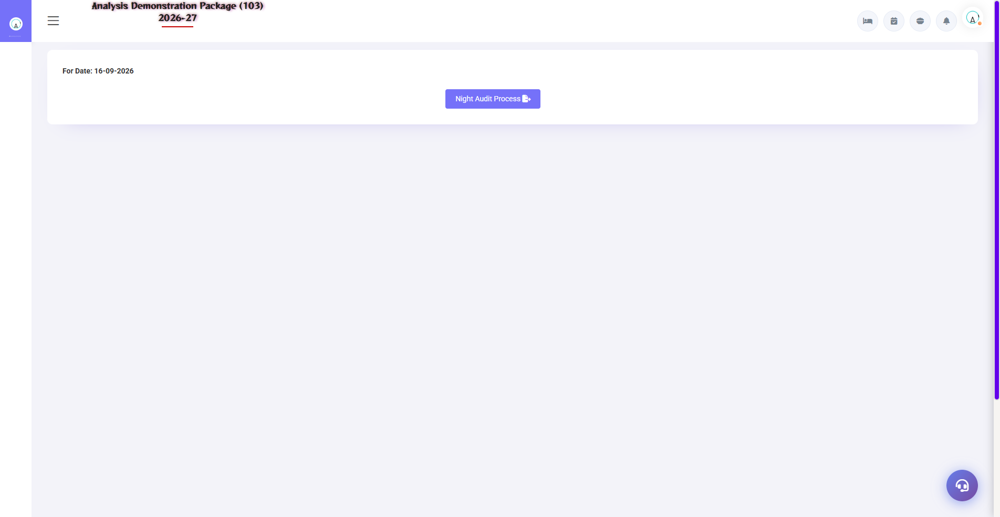 Analysis Demonstration Package (103)
2026-27
For Date: 16-09-2026
Night Audit Process